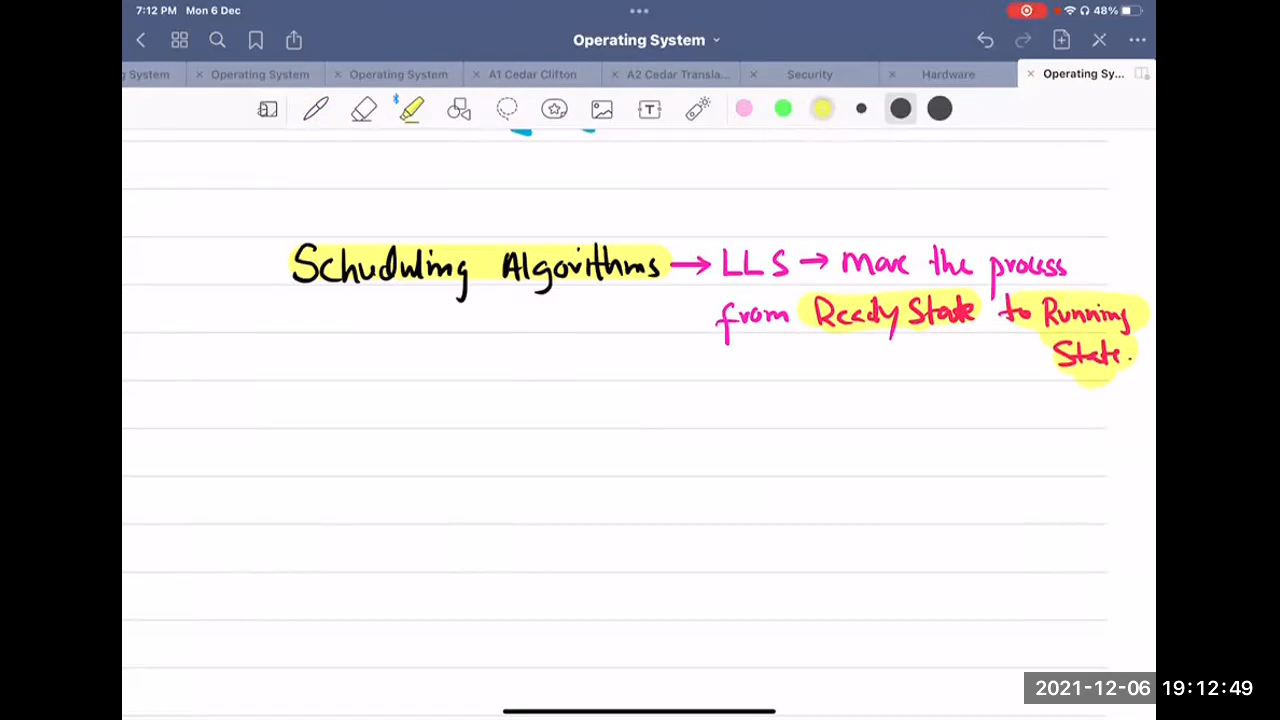 7:12 PM Mon 6 Dec
48%
Operating System
g System
Operating System
Operating System
A1 Cedar Clifton
A2 Cedar Transla...
Security
Hardware
Operating Sy...
Schuduling Algorithms → LLS → Move the process
from Ready State to Running
State.
2021-12-06 19:12:49